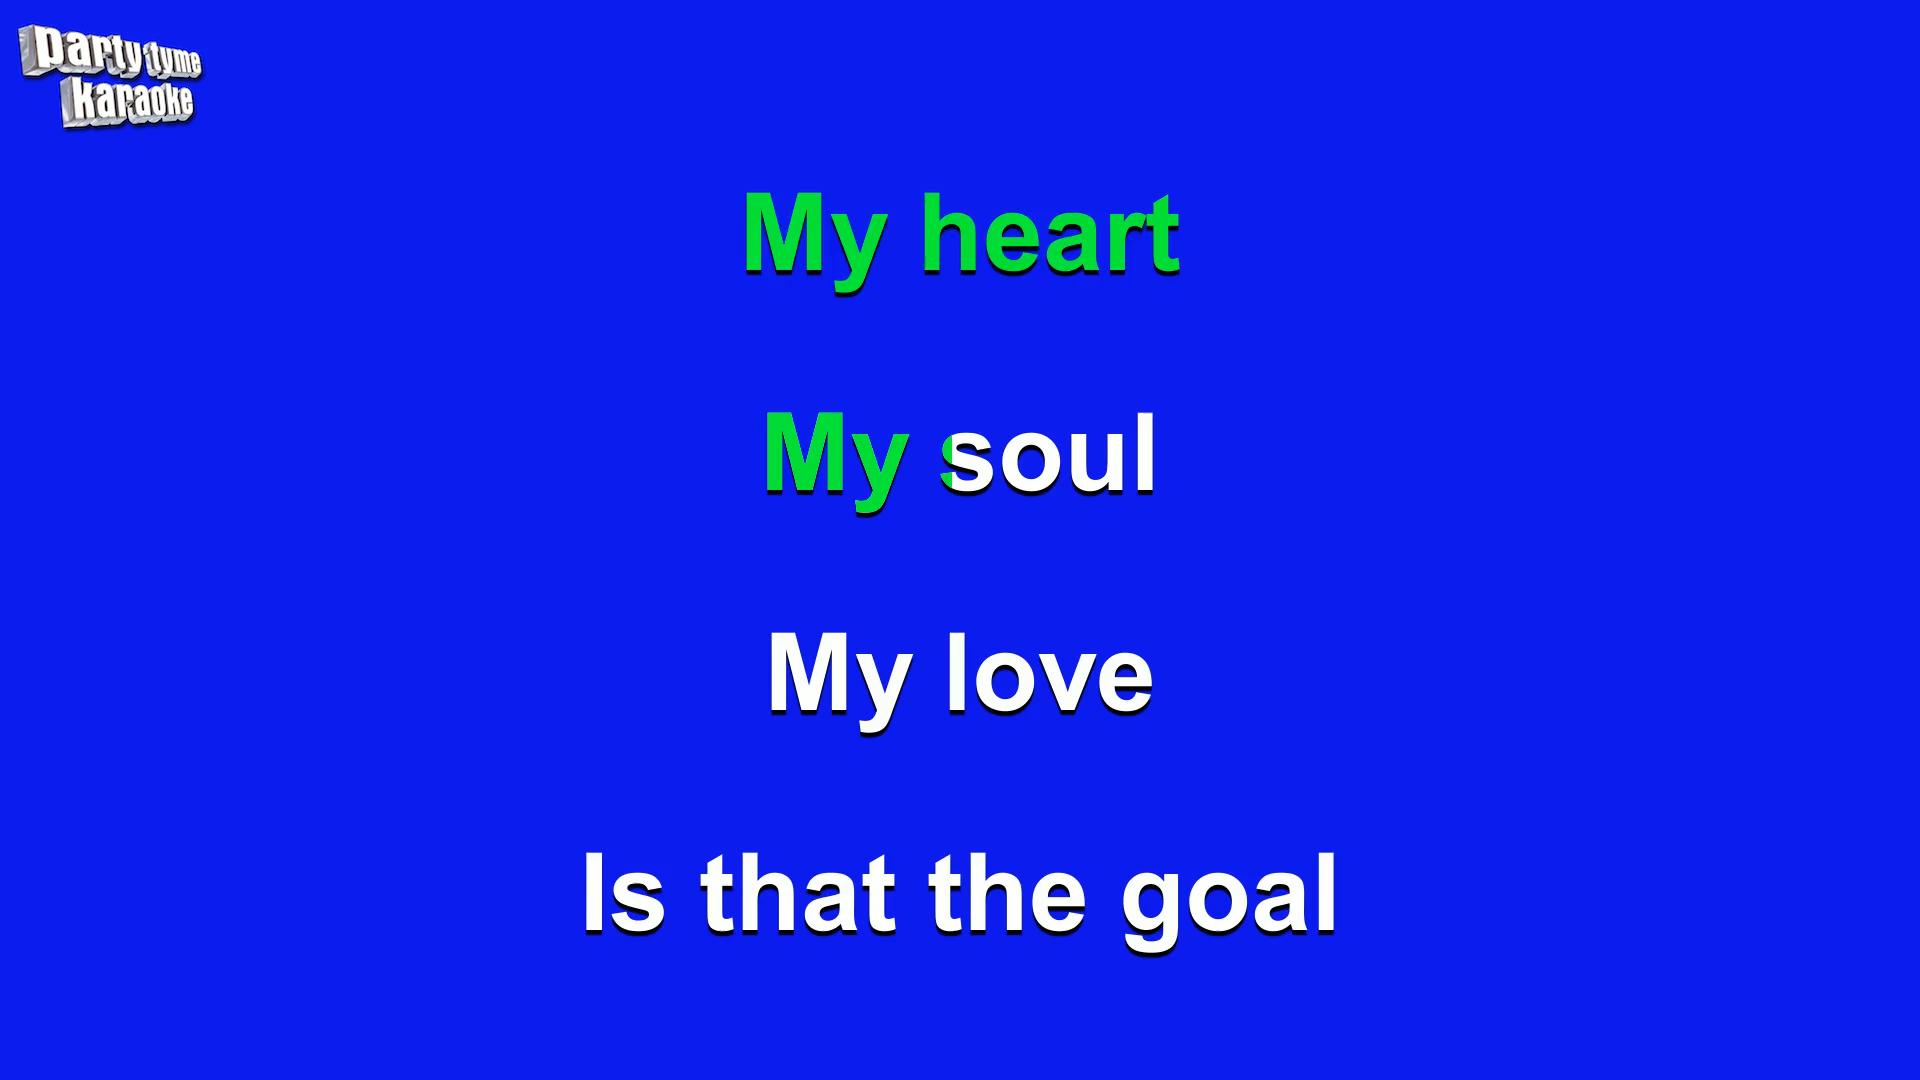 party tyme
karaoke
My heart
My soul
My love
Is that the goal